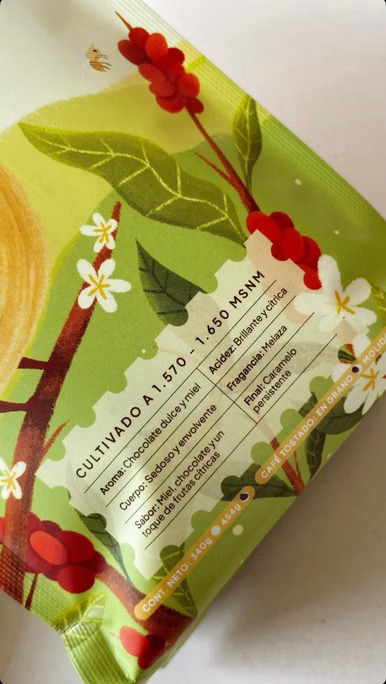 CULTIVADO A 1.570 - 1.650 MSNM
Aroma: Chocolate dulce y miel
Cuerpo: Sedoso y envolvente
Sabor: Miel, chocolate y un
toque de frutas cítricas
Acidez: Brillante y cítrica
Fragancia: Melaza
Final: Caramelo
persistente
CONT. NETO: 340g 454g
CAFÉ TOSTADO: EN GRANO